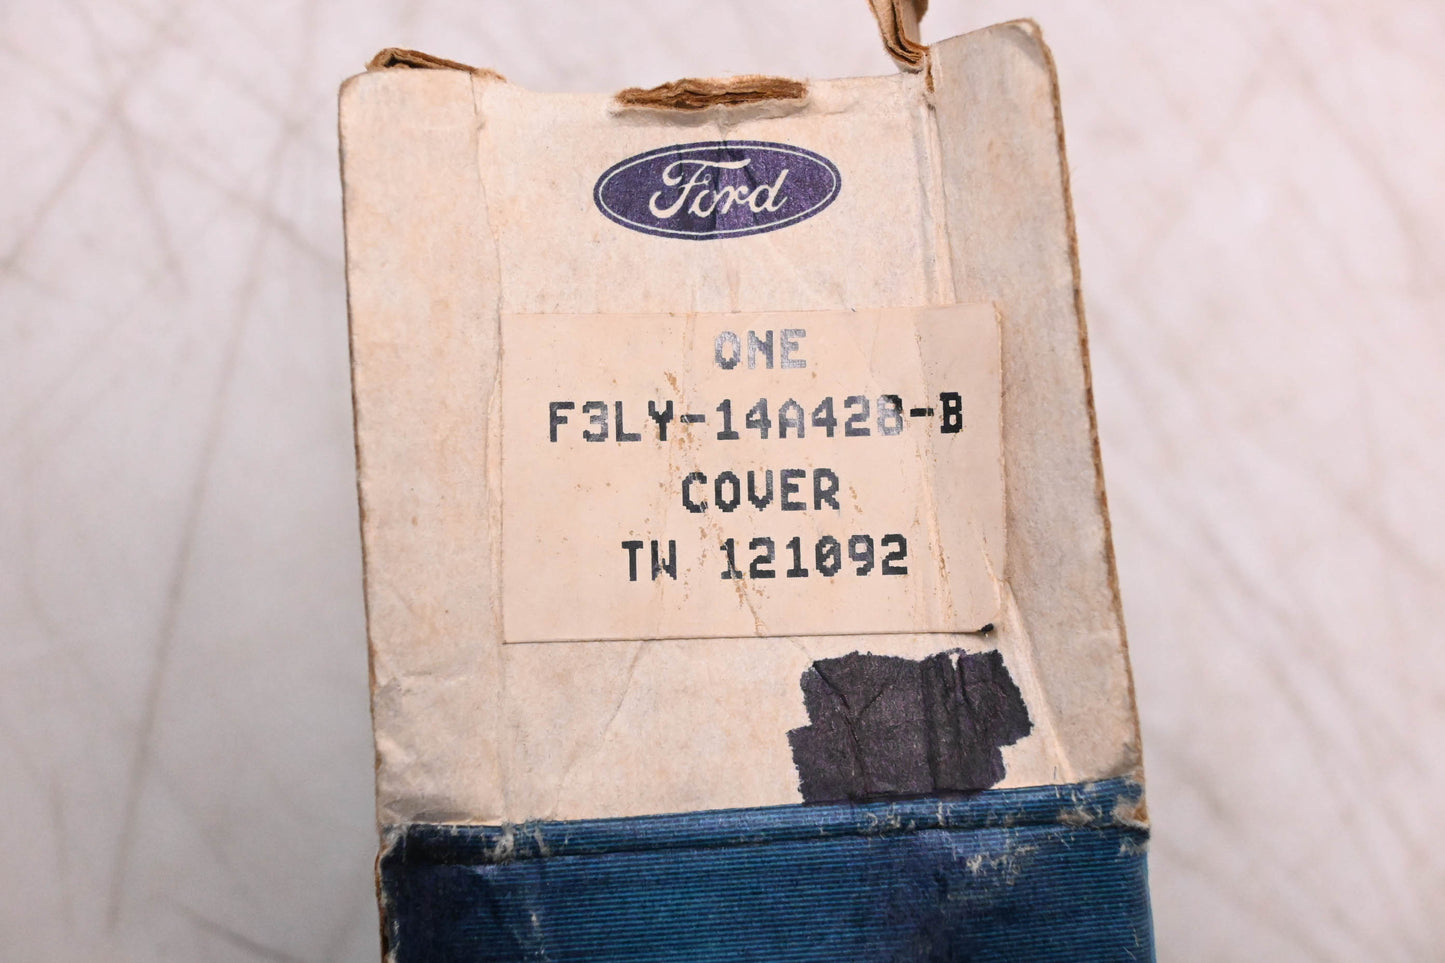 Ford
ONE
F3LY-14A428-B
COVER
TW 121092